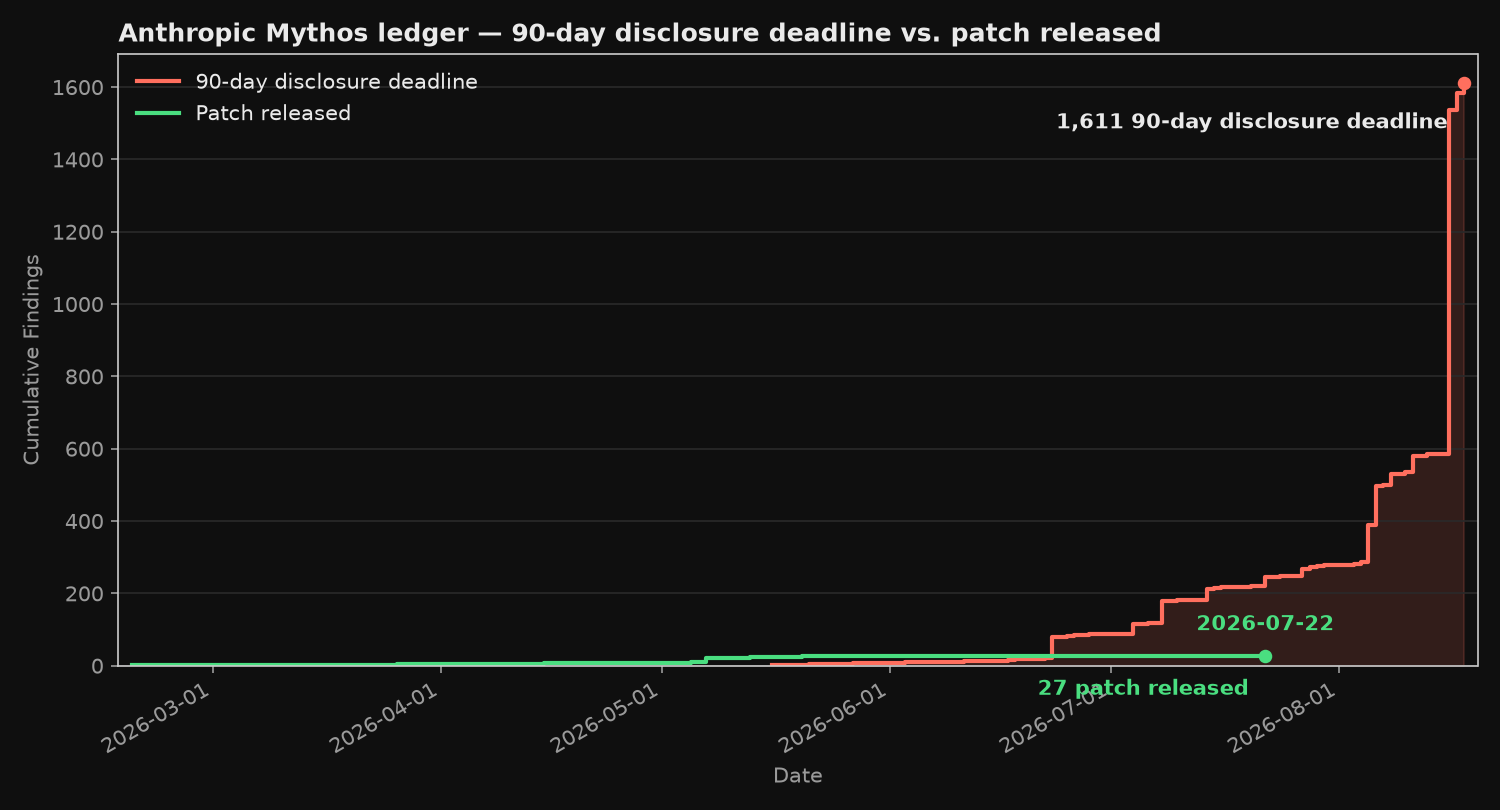 Anthropic Mythos ledger — 90-day disclosure deadline vs. patch released
90-day disclosure deadline
Patch released
1,611 90-day disclosure deadline
2026-07-22
27 patch released
Cumulative Findings
1600
1400
1200
1000
800
600
400
200
0
2026-03-01
2026-04-01
2026-05-01
2026-06-01
2026-07-01
2026-08-01
Date